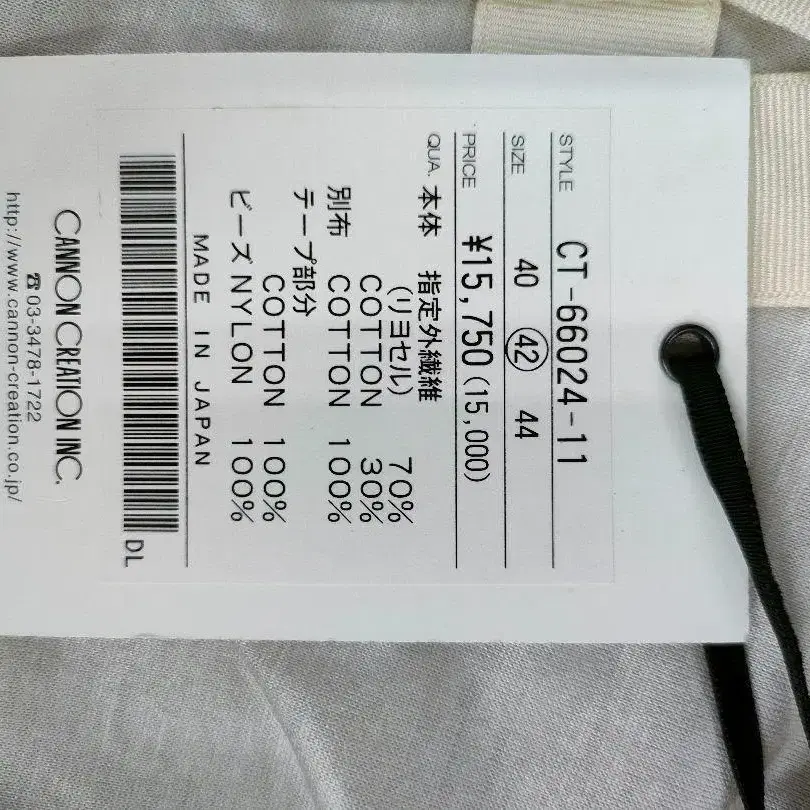 STYLE CT-66024-11
SIZE 40 42 44
PRICE ¥15,750 (15,000)
QUA. 本体 指定外繊維
(リヨセル) 70%
COTTON 30%
別布 COTTON 100%
テープ部分
COTTON 100%
ビーズ NYLON 100%
MADE IN JAPAN
DL
CANNON CREATION INC.
☎ 03-3478-1722
http://www.cannon-creation.co.jp/